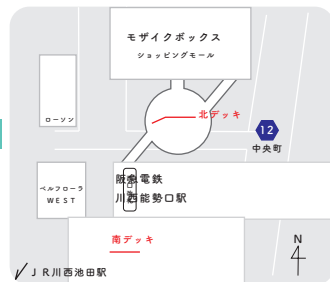 モザイクボックス
ショッピングモール
ローソン
北デッキ
12
中央町
ベルフローラ
WEST
阪急電鉄
川西能勢口駅
南デッキ
N
JR川西池田駅